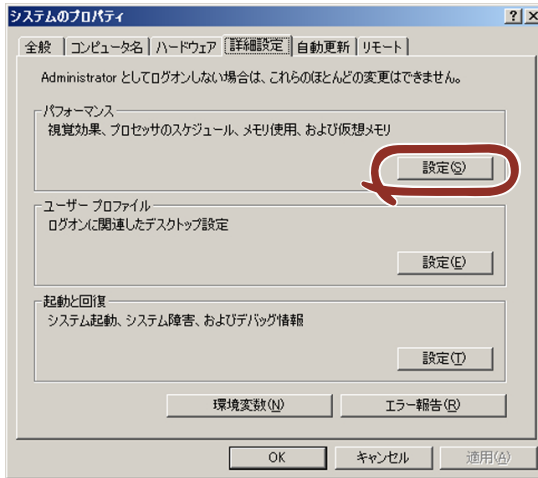 システムのプロパティ
全般 コンピュータ名 ハードウェア 詳細設定 自動更新 リモート
Administrator としてログオンしない場合は、これらのほとんどの変更はできません。
パフォーマンス
視覚効果、プロセッサのスケジュール、メモリ使用、および仮想メモリ
設定(S)
ユーザー プロファイル
ログオンに関連したデスクトップ設定
設定(E)
起動と回復
システム起動、システム障害、およびデバッグ情報
設定(T)
環境変数(N) エラー報告(R)
OK キャンセル 適用(A)